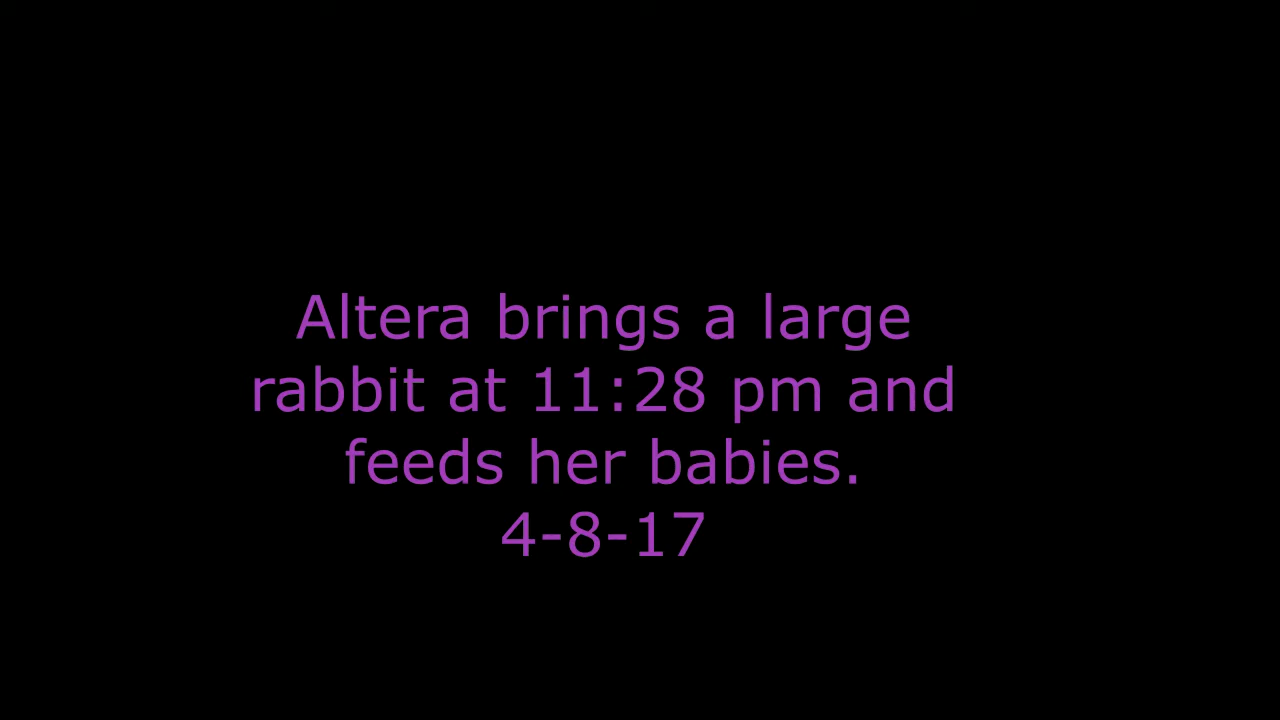 Altera brings a large
rabbit at 11:28 pm and
feeds her babies.
4-8-17